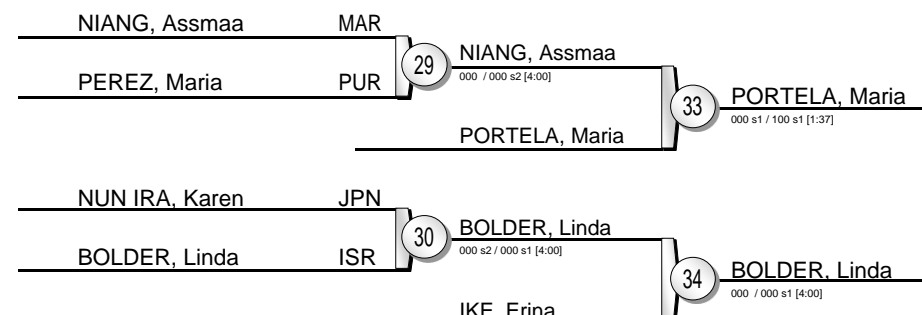 NIANG, Assmaa MAR
29
NIANG, Assmaa
000 / 000 s2 [4:00]
PEREZ, Maria PUR
33
PORTELA, Maria
000 s1 / 100 s1 [1:37]
PORTELA, Maria
NUN IRA, Karen JPN
30
BOLDER, Linda
000 s2 / 000 s1 [4:00]
BOLDER, Linda ISR
34
BOLDER, Linda
000 / 000 s1 [4:00]
IKE, Erina